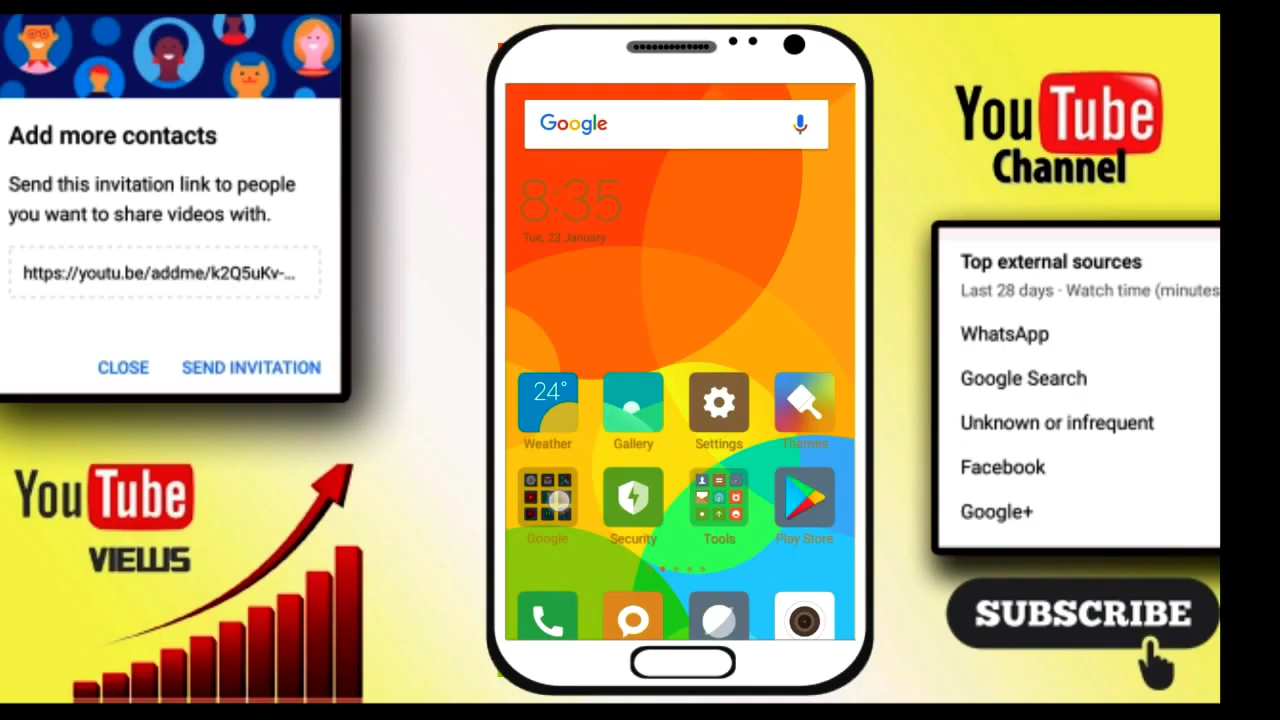 Add more contacts
Send this invitation link to people
you want to share videos with.
https://youtu.be/addme/k2Q5uKv-...
CLOSE SEND INVITATION
YouTube
VIEWS
Google
8:35
Tue, 23 January
24°
Weather Gallery Settings Themes
Google Security Tools Play Store
YouTube
Channel
Top external sources
Last 28 days · Watch time (minutes
WhatsApp
Google Search
Unknown or infrequent
Facebook
Google+
SUBSCRIBE